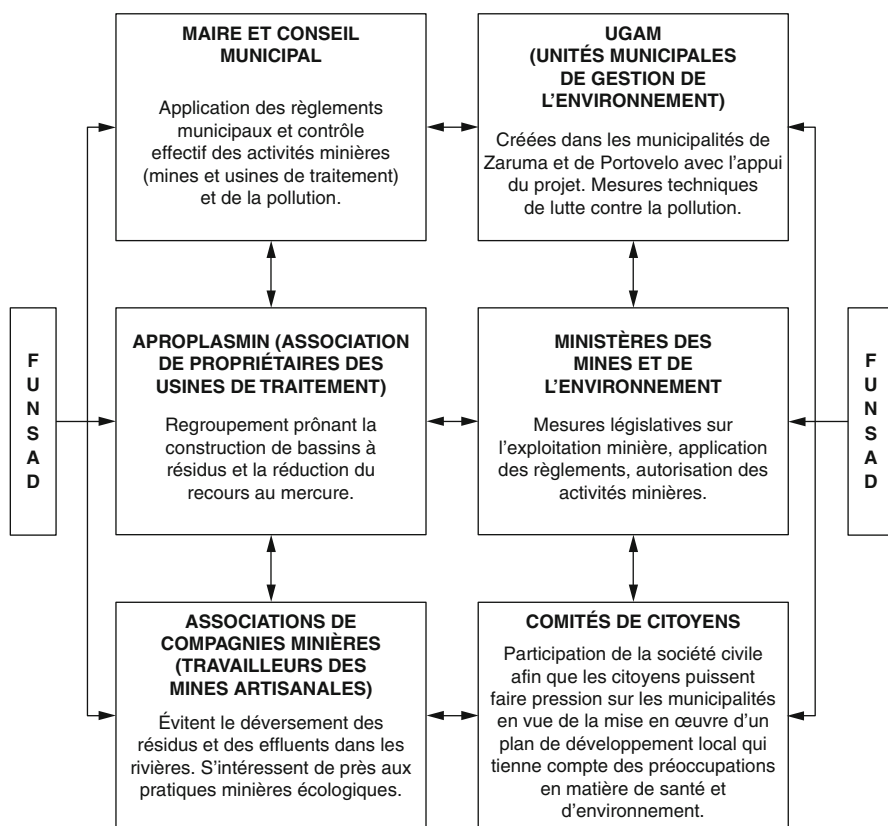 MAIRE ET CONSEIL
MUNICIPAL
Application des règlements
municipaux et contrôle
effectif des activités minières
(mines et usines de traitement)
et de la pollution.
UGAM
(UNITÉS MUNICIPALES
DE GESTION DE
L’ENVIRONNEMENT)
Créées dans les municipalités de
Zaruma et de Portovelo avec l’appui
du projet. Mesures techniques
de lutte contre la pollution.
F
U
N
S
A
D
APROPLASMIN (ASSOCIATION
DE PROPRIÉTAIRES DES
USINES DE TRAITEMENT)
Regroupement prônant la
construction de bassins à
résidus et la réduction du
recours au mercure.
MINISTÈRES DES
MINES ET DE
L’ENVIRONNEMENT
Mesures législatives sur
l’exploitation minière, application
des règlements, autorisation des
activités minières.
F
U
N
S
A
D
ASSOCIATIONS DE
COMPAGNIES MINIÈRES
(TRAVAILLEURS DES
MINES ARTISANALES)
Évitent le déversement des
résidus et des effluents dans les
rivières. S’intéressent de près aux
pratiques minières écologiques.
COMITÉS DE CITOYENS
Participation de la société civile
afin que les citoyens puissent
faire pression sur les municipalités
en vue de la mise en œuvre d’un
plan de développement local qui
tienne compte des préoccupations
en matière de santé et
d’environnement.